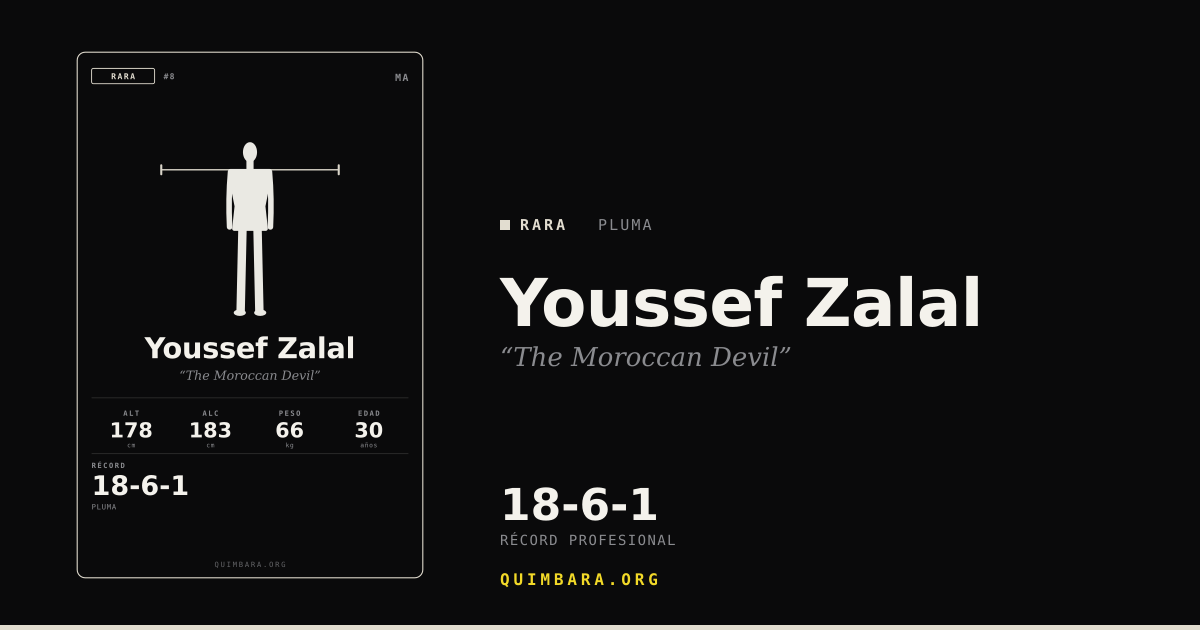 RARA #8 MA
Youssef Zalal
“The Moroccan Devil”
ALT ALC PESO EDAD
178 183 66 30
cm cm kg años
RÉCORD
18-6-1
PLUMA
QUIMBARA.ORG
RARA PLUMA
Youssef Zalal
“The Moroccan Devil”
18-6-1
RÉCORD PROFESIONAL
QUIMBARA.ORG